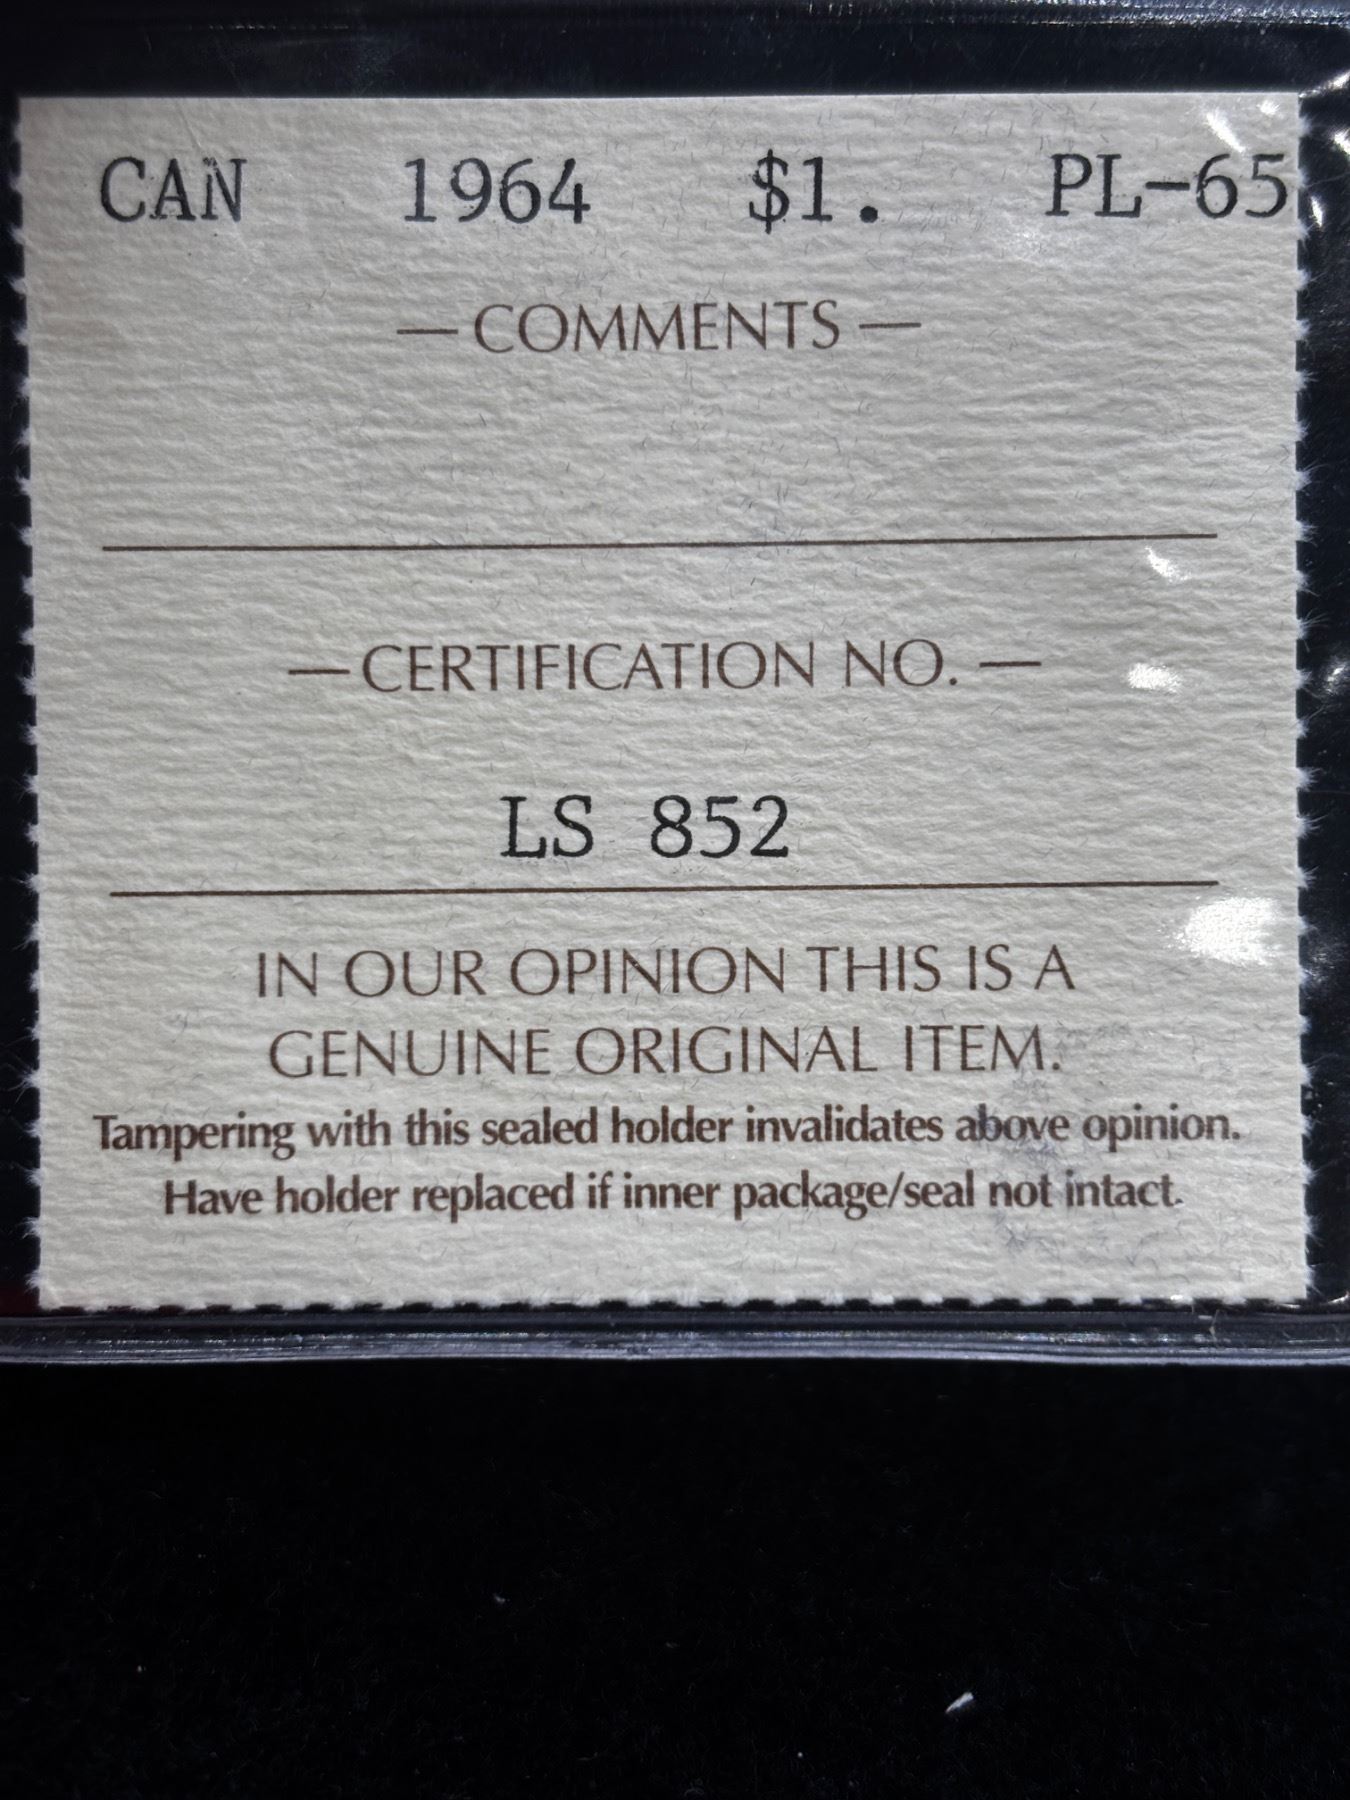 CAN 1964 $1. PL-65
— COMMENTS —
— CERTIFICATION NO. —
LS 852
IN OUR OPINION THIS IS A
GENUINE ORIGINAL ITEM.
Tampering with this sealed holder invalidates above opinion.
Have holder replaced if inner package/seal not intact.